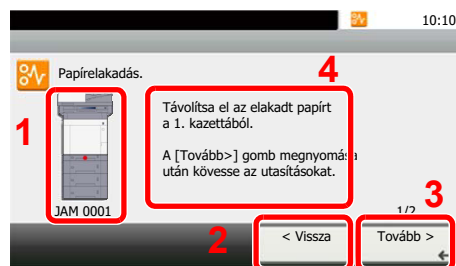 10:10
Papírelakadás.
4
1
Távolítsa el az elakadt papírt
a 1. kazettából.
A [Tovább>] gomb megnyomása
után kövesse az utasításokat.
JAM 0001
1/2
3
2
< Vissza
Tovább >